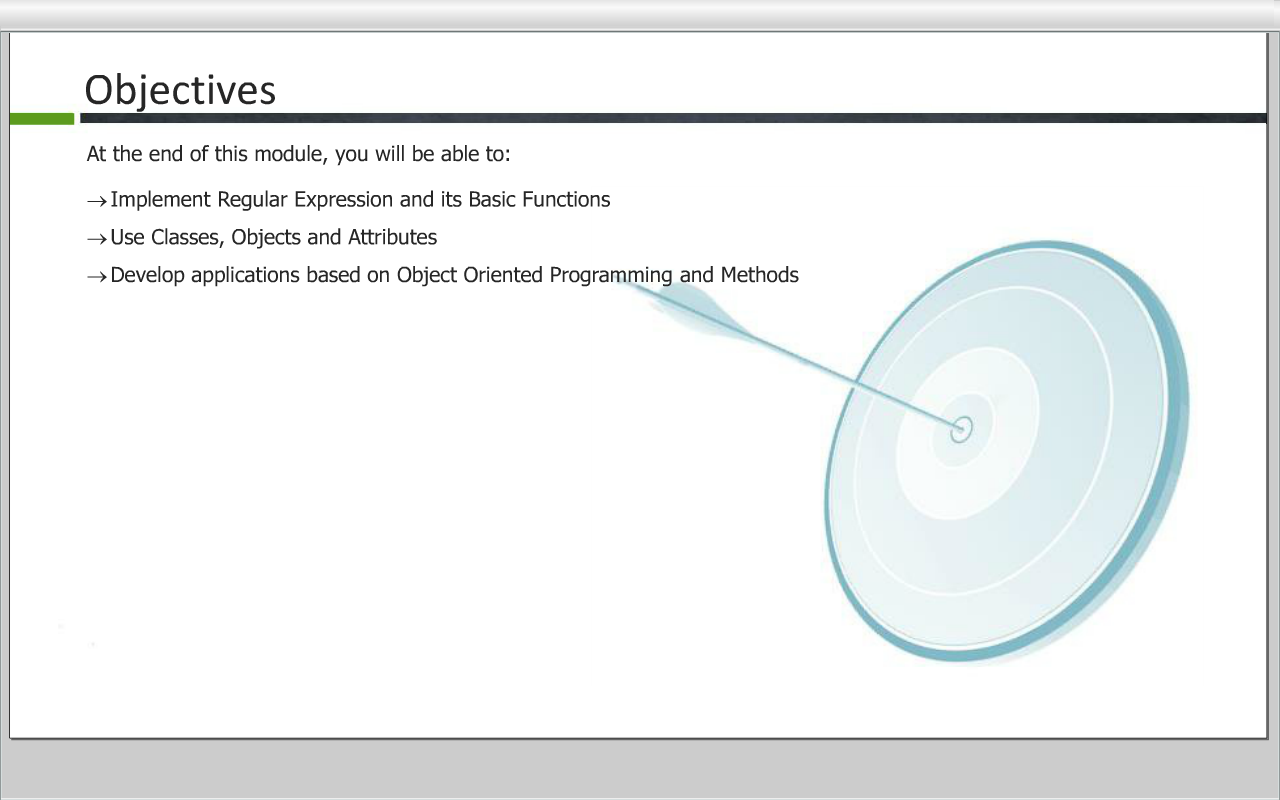 Objectives
At the end of this module, you will be able to:
→Implement Regular Expression and its Basic Functions
→Use Classes, Objects and Attributes
→Develop applications based on Object Oriented Programming and Methods